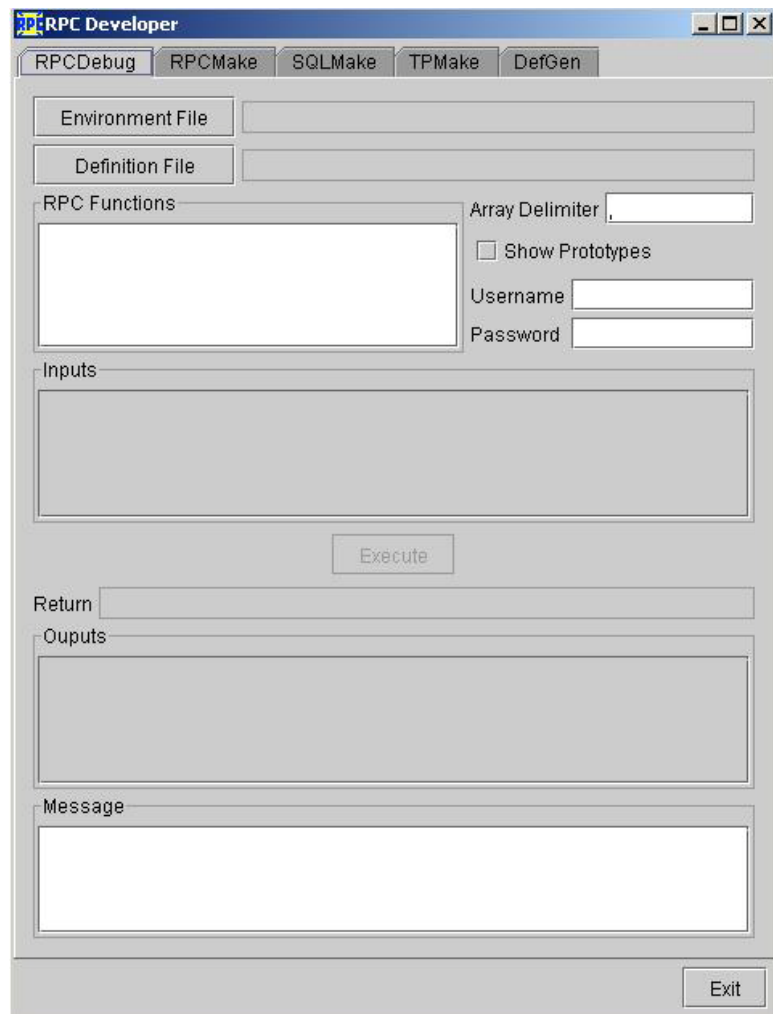 RPC RPC Developer
RPCDebug RPCMake SQLMake TPMake DefGen
Environment File
Definition File
RPC Functions
Array Delimiter ,
Show Prototypes
Username
Password
Inputs
Execute
Return
Ouputs
Message
Exit